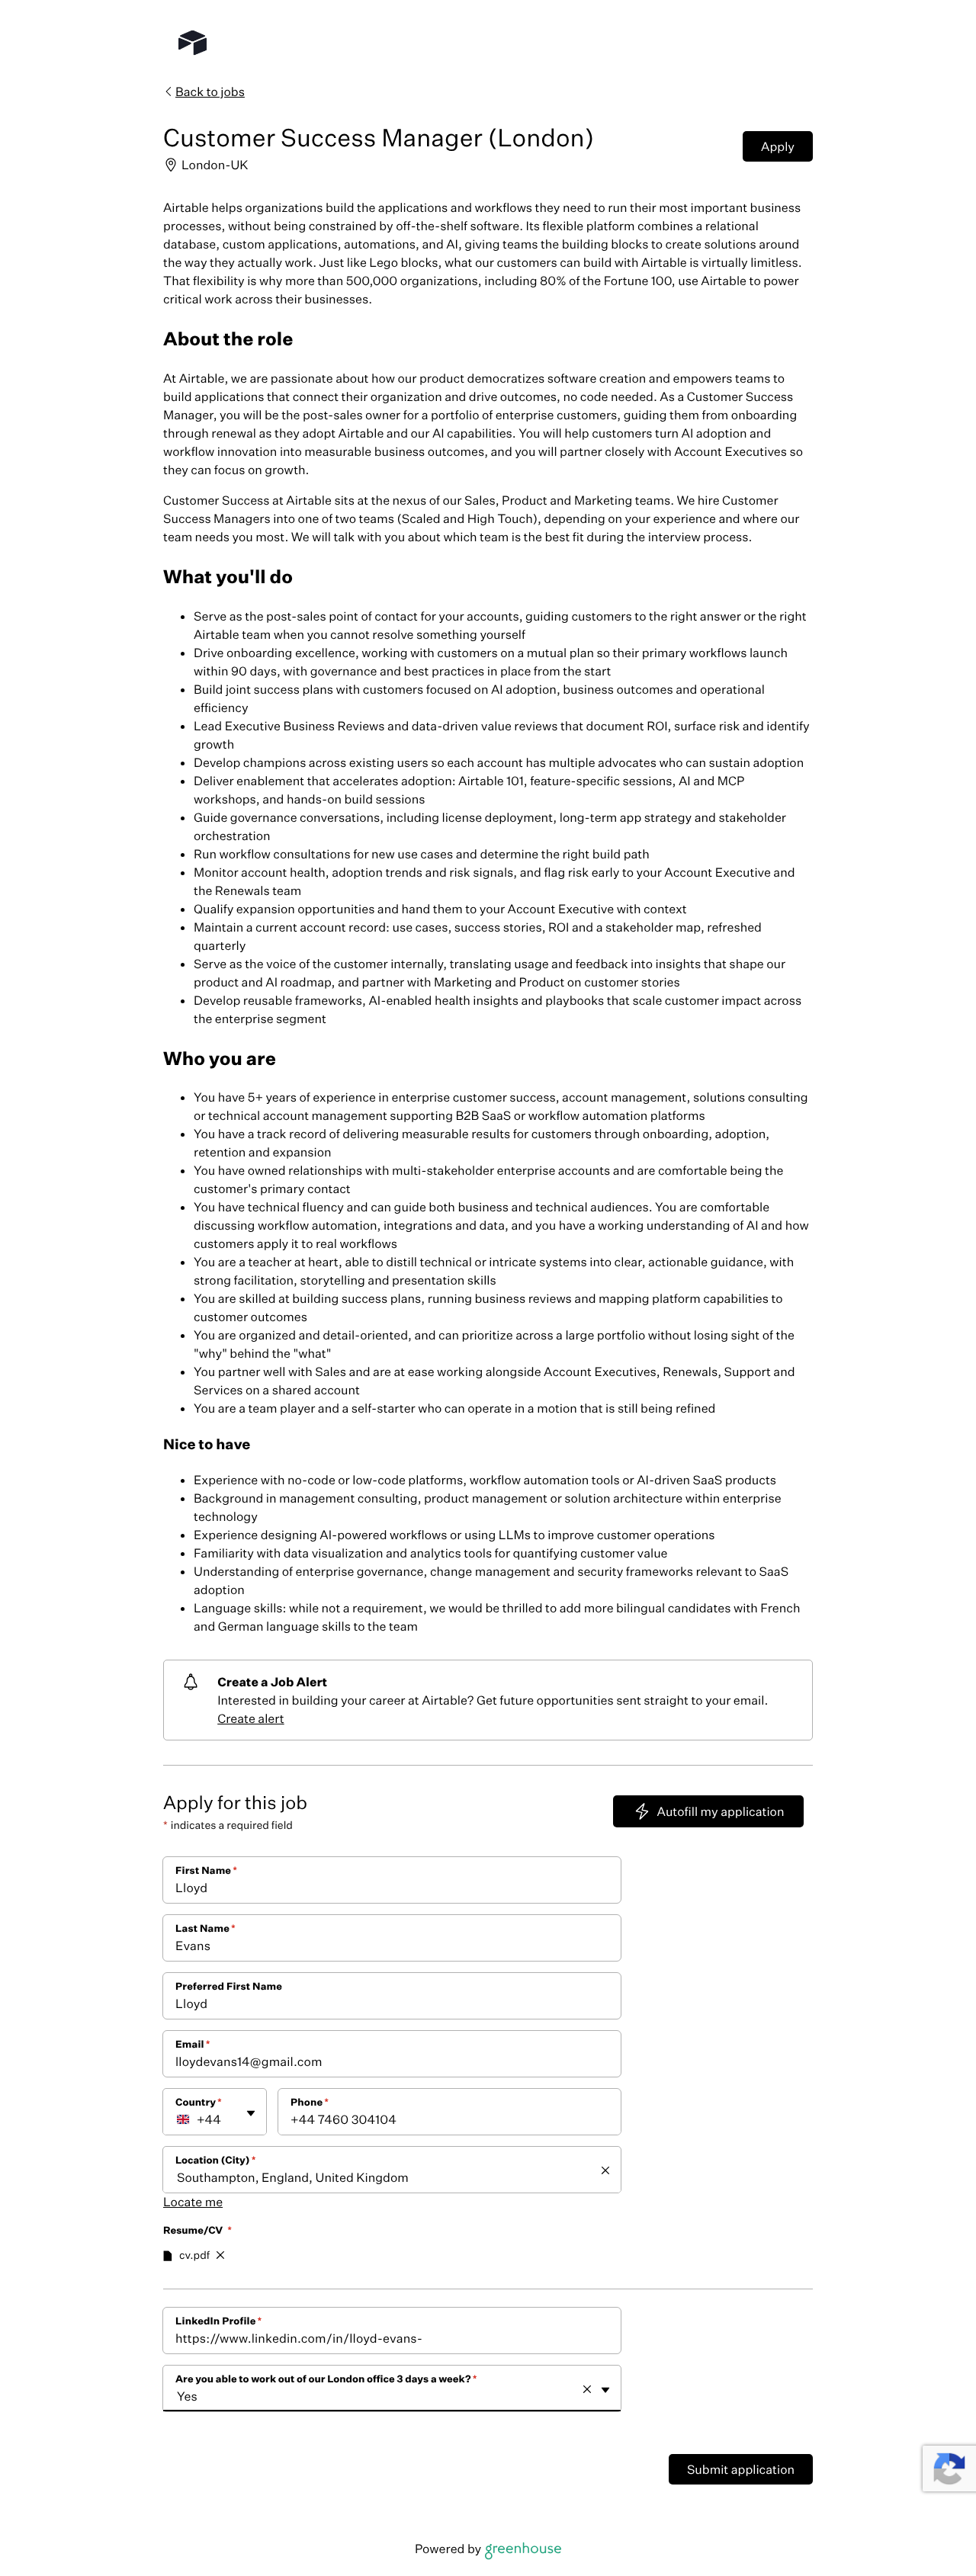 Back to jobs
Customer Success Manager (London)
Apply
London-UK
Airtable helps organizations build the applications and workflows they need to run their most important business
processes, without being constrained by off-the-shelf software. Its flexible platform combines a relational
database, custom applications, automations, and AI, giving teams the building blocks to create solutions around
the way they actually work. Just like Lego blocks, what our customers can build with Airtable is virtually limitless.
That flexibility is why more than 500,000 organizations, including 80% of the Fortune 100, use Airtable to power
critical work across their businesses.
About the role
At Airtable, we are passionate about how our product democratizes software creation and empowers teams to
build applications that connect their organization and drive outcomes, no code needed. As a Customer Success
Manager, you will be the post-sales owner for a portfolio of enterprise customers, guiding them from onboarding
through renewal as they adopt Airtable and our AI capabilities. You will help customers turn AI adoption and
workflow innovation into measurable business outcomes, and you will partner closely with Account Executives so
they can focus on growth.
Customer Success at Airtable sits at the nexus of our Sales, Product and Marketing teams. We hire Customer
Success Managers into one of two teams (Scaled and High Touch), depending on your experience and where our
team needs you most. We will talk with you about which team is the best fit during the interview process.
What you'll do
• Serve as the post-sales point of contact for your accounts, guiding customers to the right answer or the right
Airtable team when you cannot resolve something yourself
• Drive onboarding excellence, working with customers on a mutual plan so their primary workflows launch
within 90 days, with governance and best practices in place from the start
• Build joint success plans with customers focused on AI adoption, business outcomes and operational
efficiency
• Lead Executive Business Reviews and data-driven value reviews that document ROI, surface risk and identify
growth
• Develop champions across existing users so each account has multiple advocates who can sustain adoption
• Deliver enablement that accelerates adoption: Airtable 101, feature-specific sessions, AI and MCP
workshops, and hands-on build sessions
• Guide governance conversations, including license deployment, long-term app strategy and stakeholder
orchestration
• Run workflow consultations for new use cases and determine the right build path
• Monitor account health, adoption trends and risk signals, and flag risk early to your Account Executive and
the Renewals team
• Qualify expansion opportunities and hand them to your Account Executive with context
• Maintain a current account record: use cases, success stories, ROI and a stakeholder map, refreshed
quarterly
• Serve as the voice of the customer internally, translating usage and feedback into insights that shape our
product and AI roadmap, and partner with Marketing and Product on customer stories
• Develop reusable frameworks, AI-enabled health insights and playbooks that scale customer impact across
the enterprise segment
Who you are
• You have 5+ years of experience in enterprise customer success, account management, solutions consulting
or technical account management supporting B2B SaaS or workflow automation platforms
• You have a track record of delivering measurable results for customers through onboarding, adoption,
retention and expansion
• You have owned relationships with multi-stakeholder enterprise accounts and are comfortable being the
customer's primary contact
• You have technical fluency and can guide both business and technical audiences. You are comfortable
discussing workflow automation, integrations and data, and you have a working understanding of AI and how
customers apply it to real workflows
• You are a teacher at heart, able to distill technical or intricate systems into clear, actionable guidance, with
strong facilitation, storytelling and presentation skills
• You are skilled at building success plans, running business reviews and mapping platform capabilities to
customer outcomes
• You are organized and detail-oriented, and can prioritize across a large portfolio without losing sight of the
"why" behind the "what"
• You partner well with Sales and are at ease working alongside Account Executives, Renewals, Support and
Services on a shared account
• You are a team player and a self-starter who can operate in a motion that is still being refined
Nice to have
• Experience with no-code or low-code platforms, workflow automation tools or AI-driven SaaS products
• Background in management consulting, product management or solution architecture within enterprise
technology
• Experience designing AI-powered workflows or using LLMs to improve customer operations
• Familiarity with data visualization and analytics tools for quantifying customer value
• Understanding of enterprise governance, change management and security frameworks relevant to SaaS
adoption
• Language skills: while not a requirement, we would be thrilled to add more bilingual candidates with French
and German language skills to the team
Create a Job Alert
Interested in building your career at Airtable? Get future opportunities sent straight to your email.
Create alert
Apply for this job
Autofill my application
* indicates a required field
First Name*
Lloyd
Last Name*
Evans
Preferred First Name
Lloyd
Email*
lloydevans14@gmail.com
Country*
+44
Phone*
+44 7460 304104
Location (City)*
Southampton, England, United Kingdom
Locate me
Resume/CV *
cv.pdf
LinkedIn Profile*
https://www.linkedin.com/in/lloyd-evans-
Are you able to work out of our London office 3 days a week?*
Yes
Submit application
Powered by greenhouse